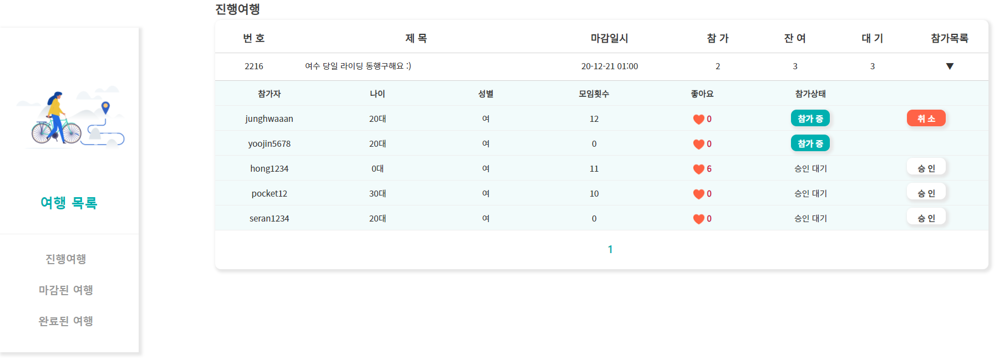 여행 목록
진행여행
마감된 여행
완료된 여행
진행여행
번 호 제 목 마감일시 참 가 잔 여 대 기 참가목록
2216 여수 당일 라이딩 동행구해요 :) 20-12-21 01:00 2 3 3 ▼
참가자 나이 성별 모임횟수 좋아요 참가상태
junghwaaan 20대 여 12 0 참가 중 취 소
yoojin5678 20대 여 0 0 참가 중
hong1234 0대 여 11 6 승인 대기 승 인
pocket12 30대 여 10 0 승인 대기 승 인
seran1234 20대 여 0 0 승인 대기 승 인
1